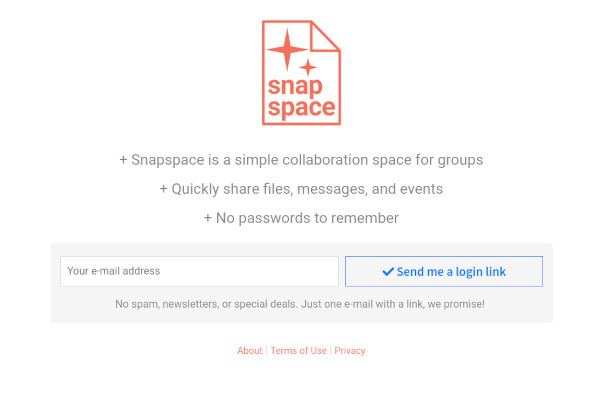 snap
space
+ Snapspace is a simple collaboration space for groups
+ Quickly share files, messages, and events
+ No passwords to remember
Your e-mail address
Send me a login link
No spam, newsletters, or special deals. Just one e-mail with a link, we promise!
About | Terms of Use | Privacy